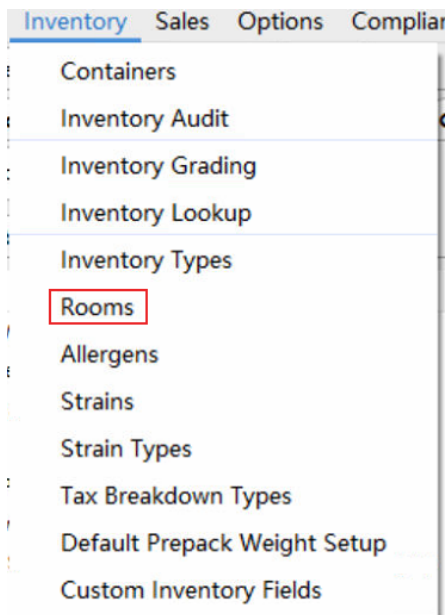 Inventory Sales Options
Containers
Inventory Audit
Inventory Grading
Inventory Lookup
Inventory Types
Rooms
Allergens
Strains
Strain Types
Tax Breakdown Types
Default Prepack Weight Setup
Custom Inventory Fields